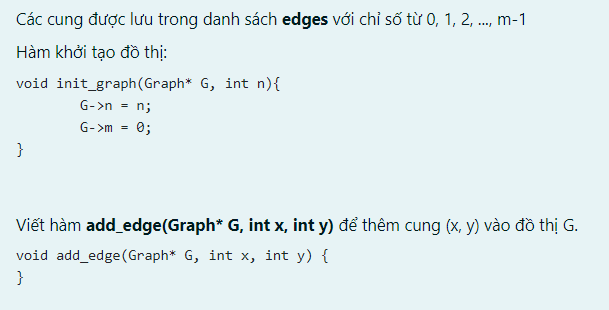 Các cung được lưu trong danh sách edges với chỉ số từ 0, 1, 2, ..., m-1
Hàm khởi tạo đồ thị:
void init_graph(Graph* G, int n){
        G->n = n;
        G->m = 0;
}
Viết hàm add_edge(Graph* G, int x, int y) để thêm cung (x, y) vào đồ thị G.
void add_edge(Graph* G, int x, int y) {
}